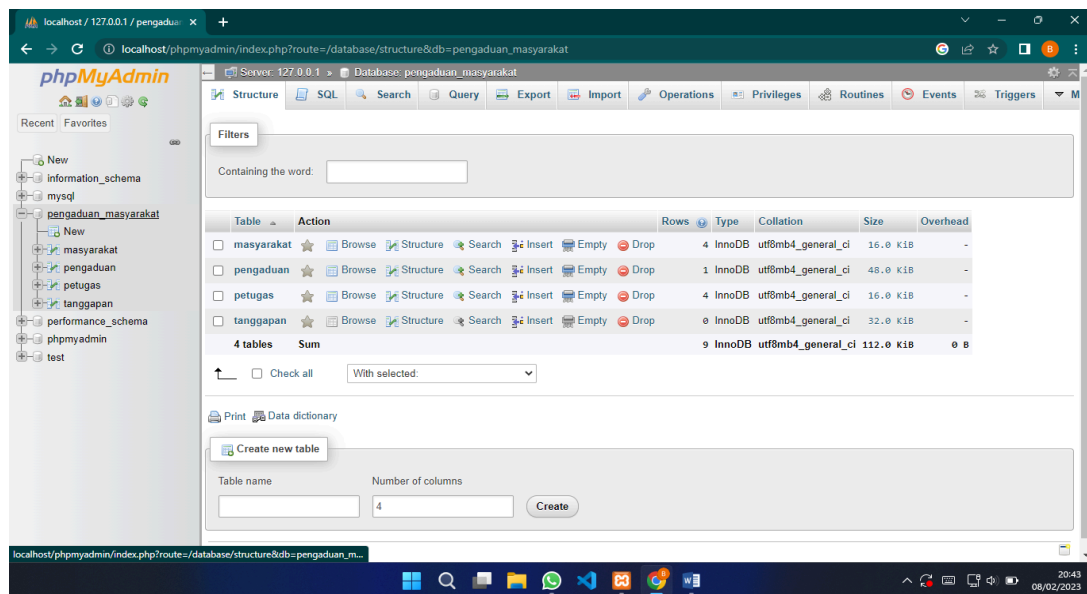 localhost / 127.0.0.1 / pengaduan
localhost/phpmyadmin/index.php?route=/database/structure&db=pengaduan_masyarakat
B
phpMyAdmin
Recent Favorites
New
information_schema
mysql
pengaduan_masyarakat
New
masyarakat
pengaduan
petugas
tanggapan
performance_schema
phpmyadmin
test
Server: 127.0.0.1 » Database: pengaduan_masyarakat
Structure SQL Search Query Export Import Operations Privileges Routines Events Triggers M
Filters
Containing the word:
Table Action Rows Type Collation Size Overhead
masyarakat Browse Structure Search Insert Empty Drop 4 InnoDB utf8mb4_general_ci 16.0 KiB -
pengaduan Browse Structure Search Insert Empty Drop 1 InnoDB utf8mb4_general_ci 48.0 KiB -
petugas Browse Structure Search Insert Empty Drop 4 InnoDB utf8mb4_general_ci 16.0 KiB -
tanggapan Browse Structure Search Insert Empty Drop 0 InnoDB utf8mb4_general_ci 32.0 KiB -
4 tables Sum 9 InnoDB utf8mb4_general_ci 112.0 KiB 0 B
Check all With selected:
Print Data dictionary
Create new table
Table name Number of columns
4 Create
localhost/phpmyadmin/index.php?route=/database/structure&db=pengaduan_m...
20:43
08/02/2023